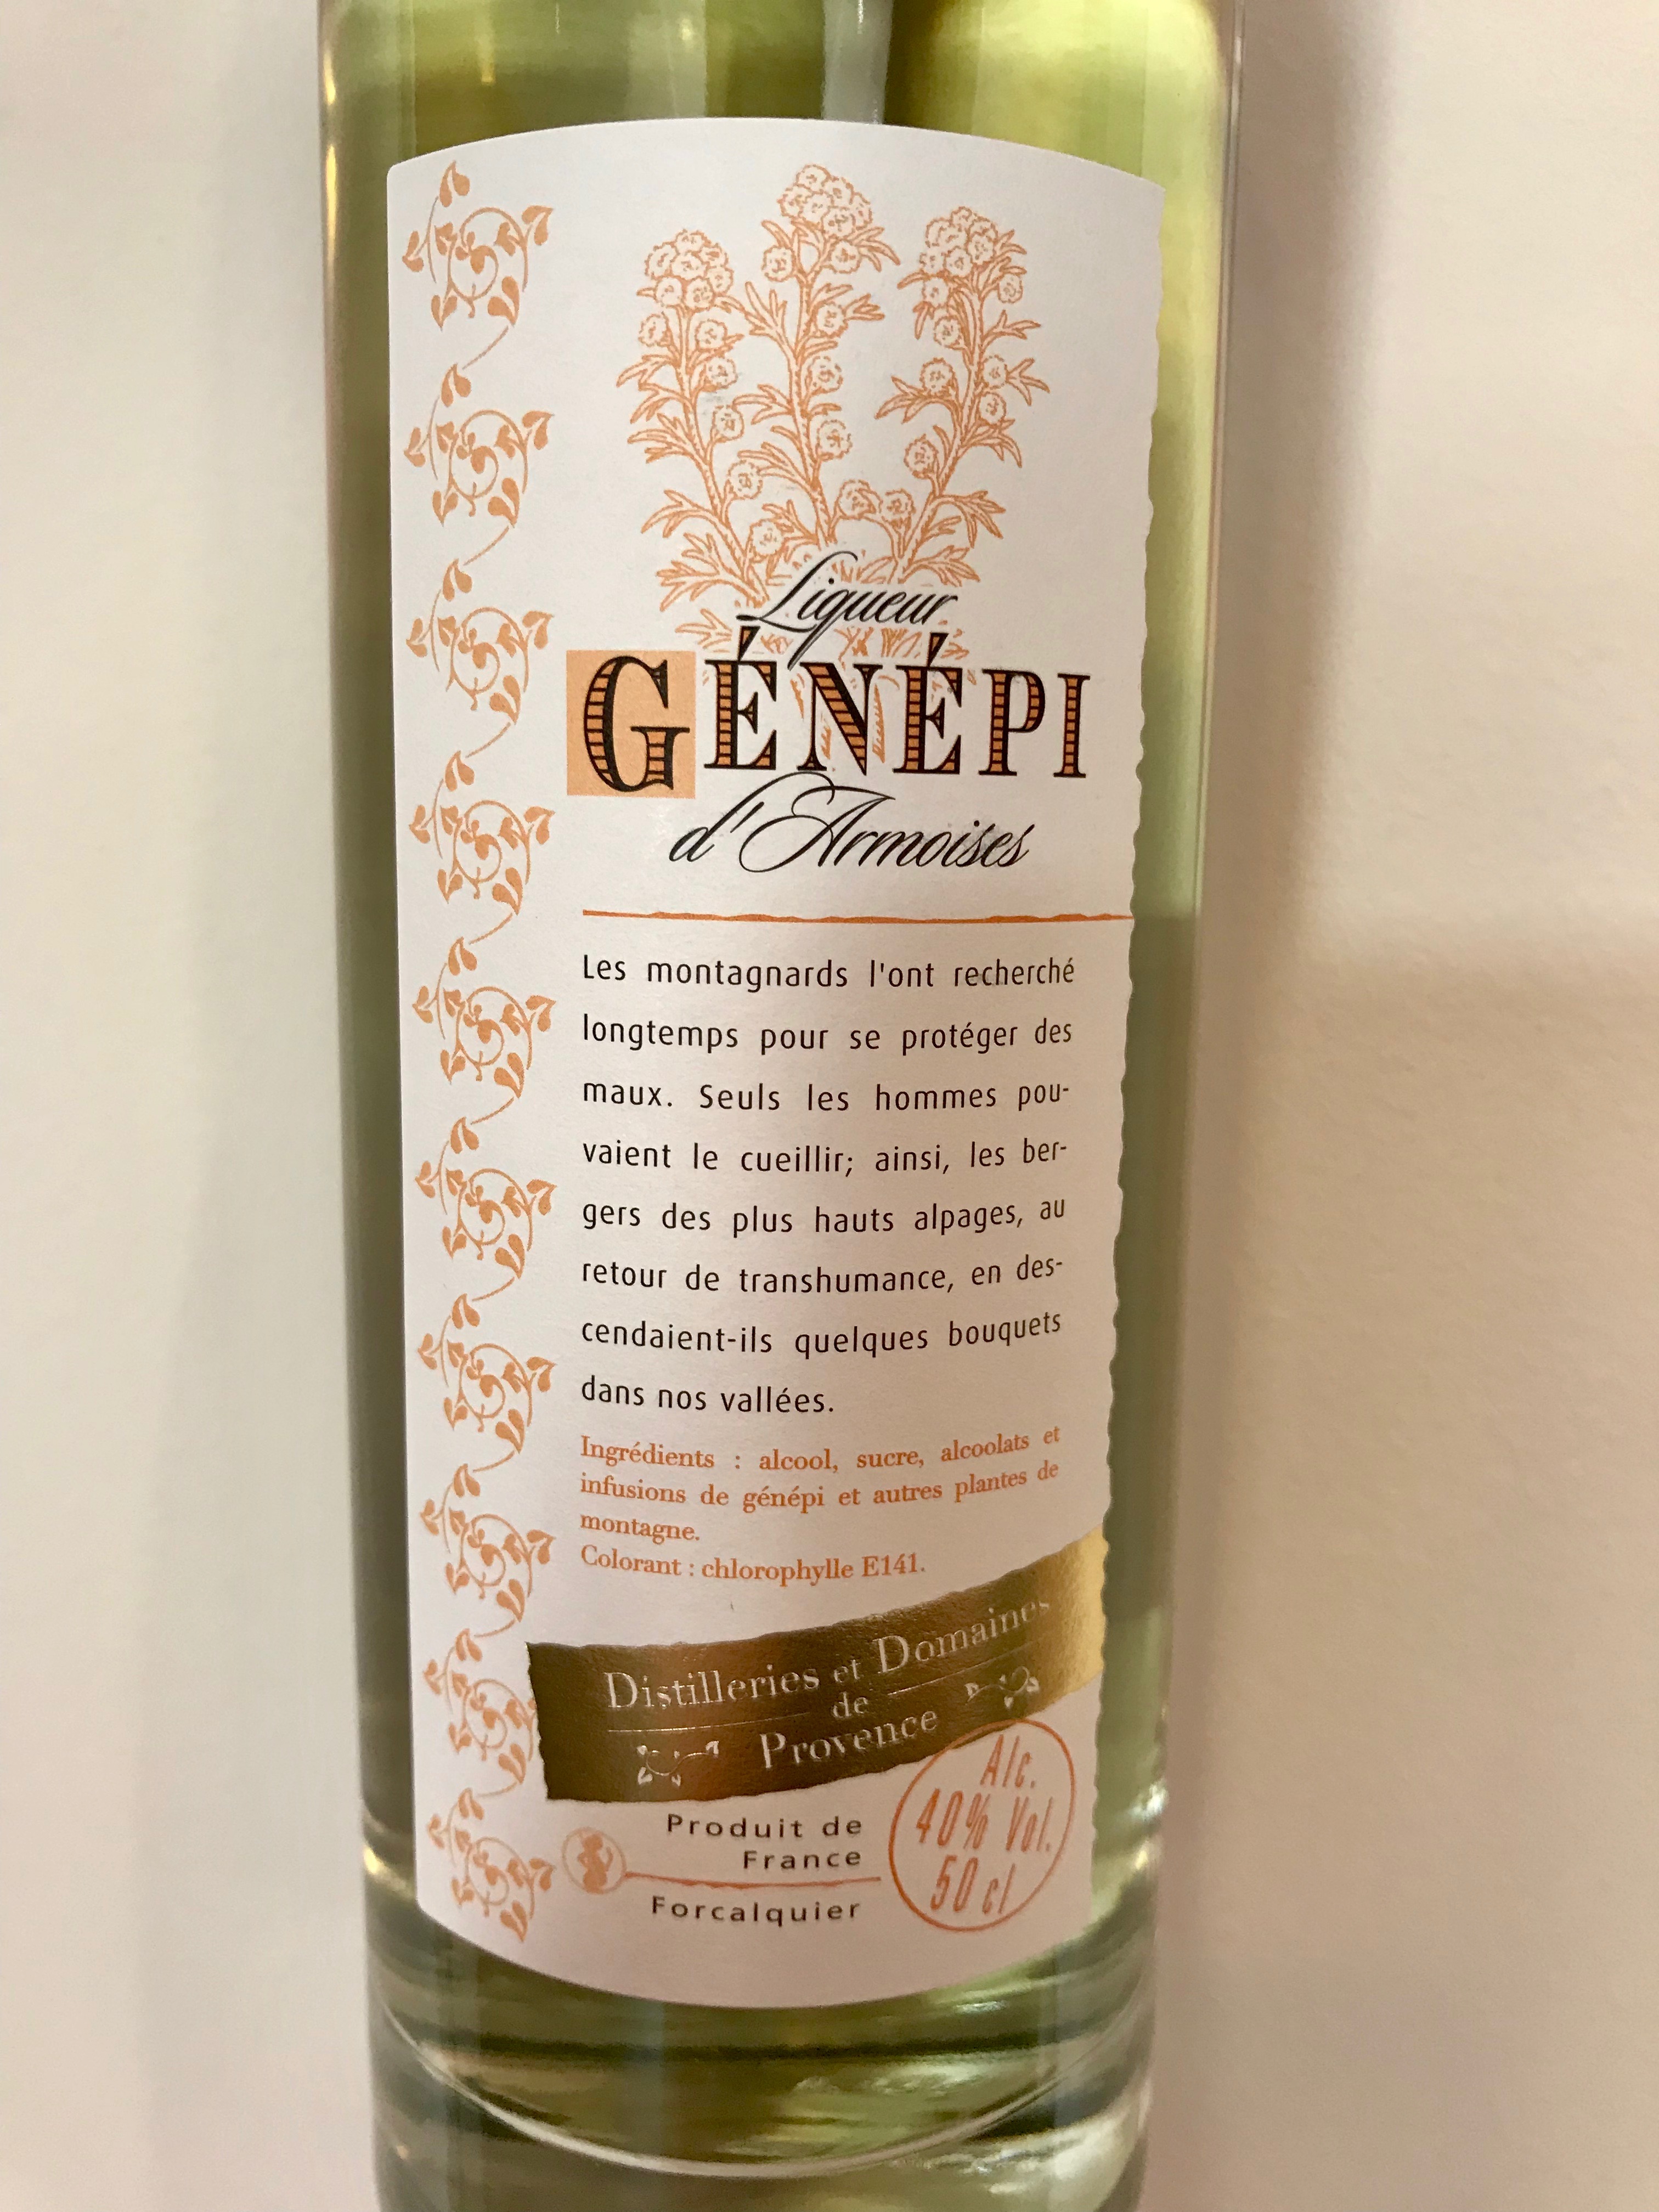 Liqueur
GÉNÉPI
d'Armoises
Les montagnards l'ont recherché
longtemps pour se protéger des
maux. Seuls les hommes pou-
vaient le cueillir; ainsi, les ber-
gers des plus hauts alpages, au
retour de transhumance, en des-
cendaient-ils quelques bouquets
dans nos vallées.
Ingrédients : alcool, sucre, alcoolats et
infusions de génépi et autres plantes de
montagne.
Colorant : chlorophylle E141.
Distilleries et Domaines
de
Provence
Produit de
France
Forcalquier
Alc.
40% Vol.
50 cl